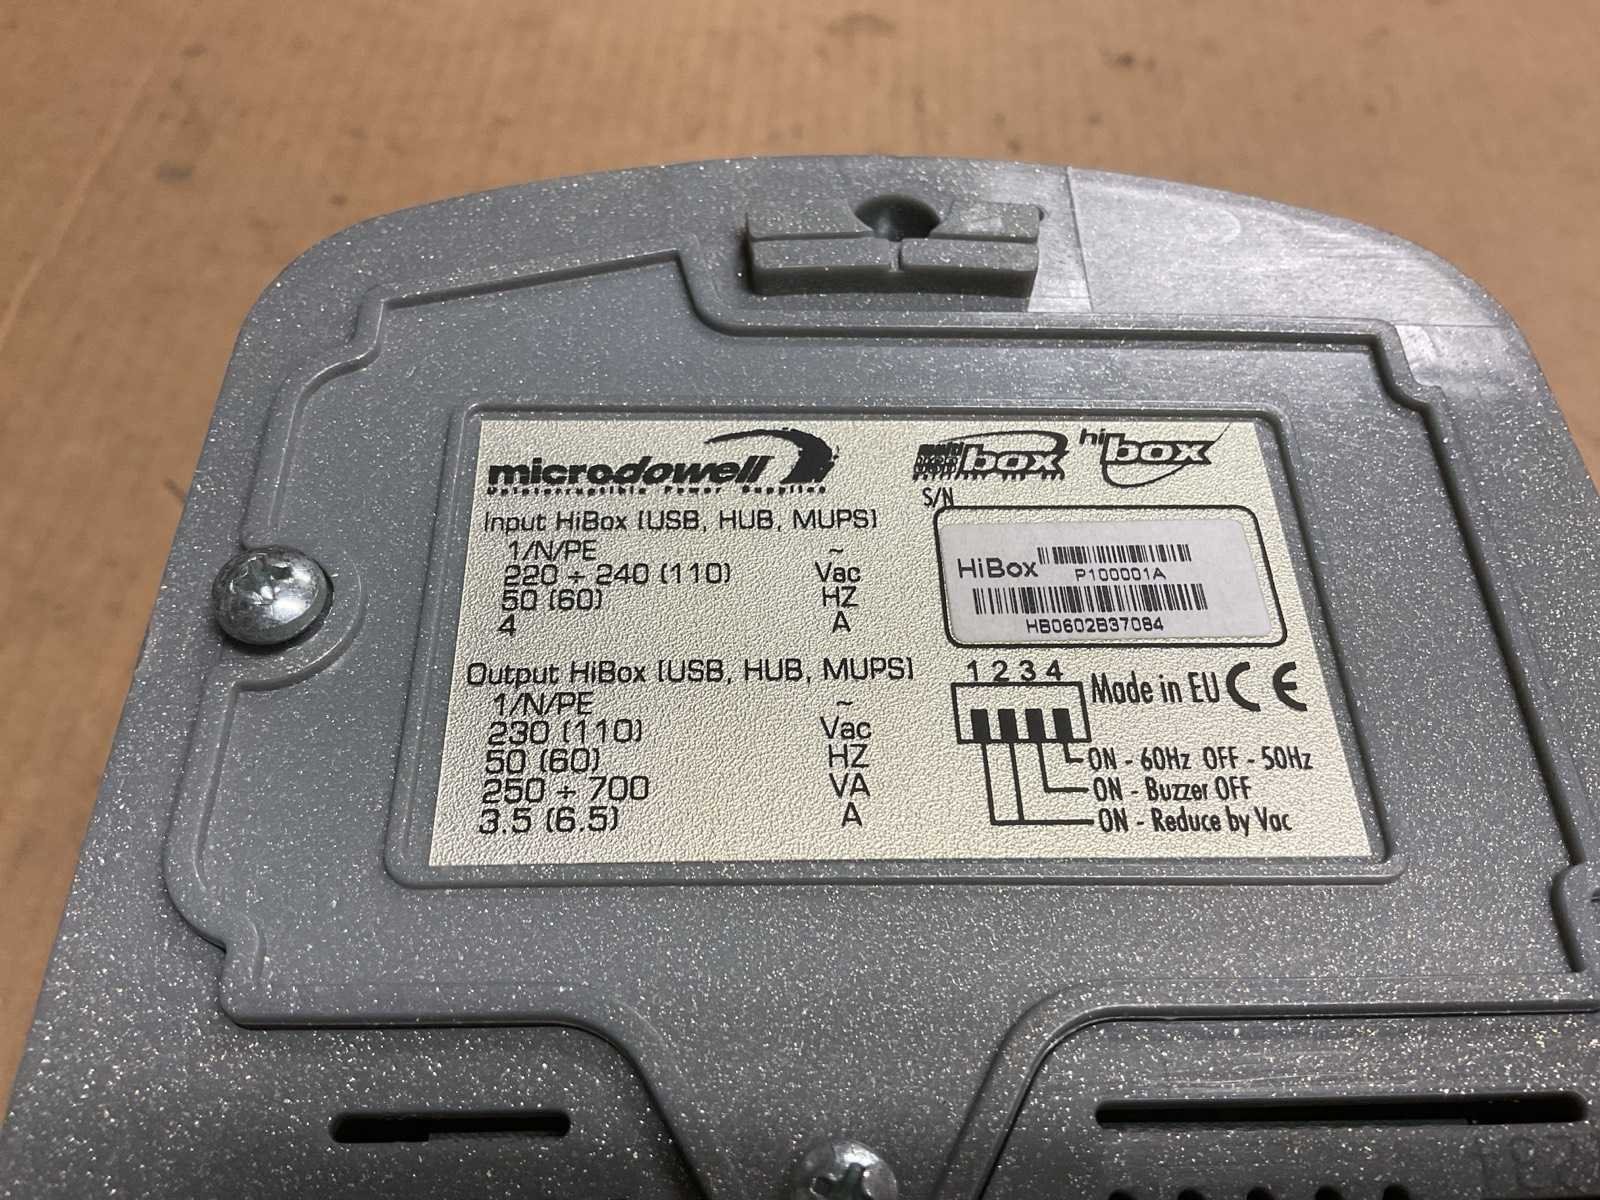 microdowell
Uninterruptible Power Supplies
Input HiBox (USB, HUB, MUPS)
1/N/PE ~
220 ÷ 240 (110) Vac
50 (60) HZ
4 A
Output HiBox (USB, HUB, MUPS)
1/N/PE ~
230 (110) Vac
50 (60) HZ
250 ÷ 700 VA
3.5 (6.5) A
box
hi box
S/N
HiBox
P100001A
HB0602B37084
1 2 3 4
Made in EU CE
ON - 60Hz OFF - 50Hz
ON - Buzzer OFF
ON - Reduce by Vac